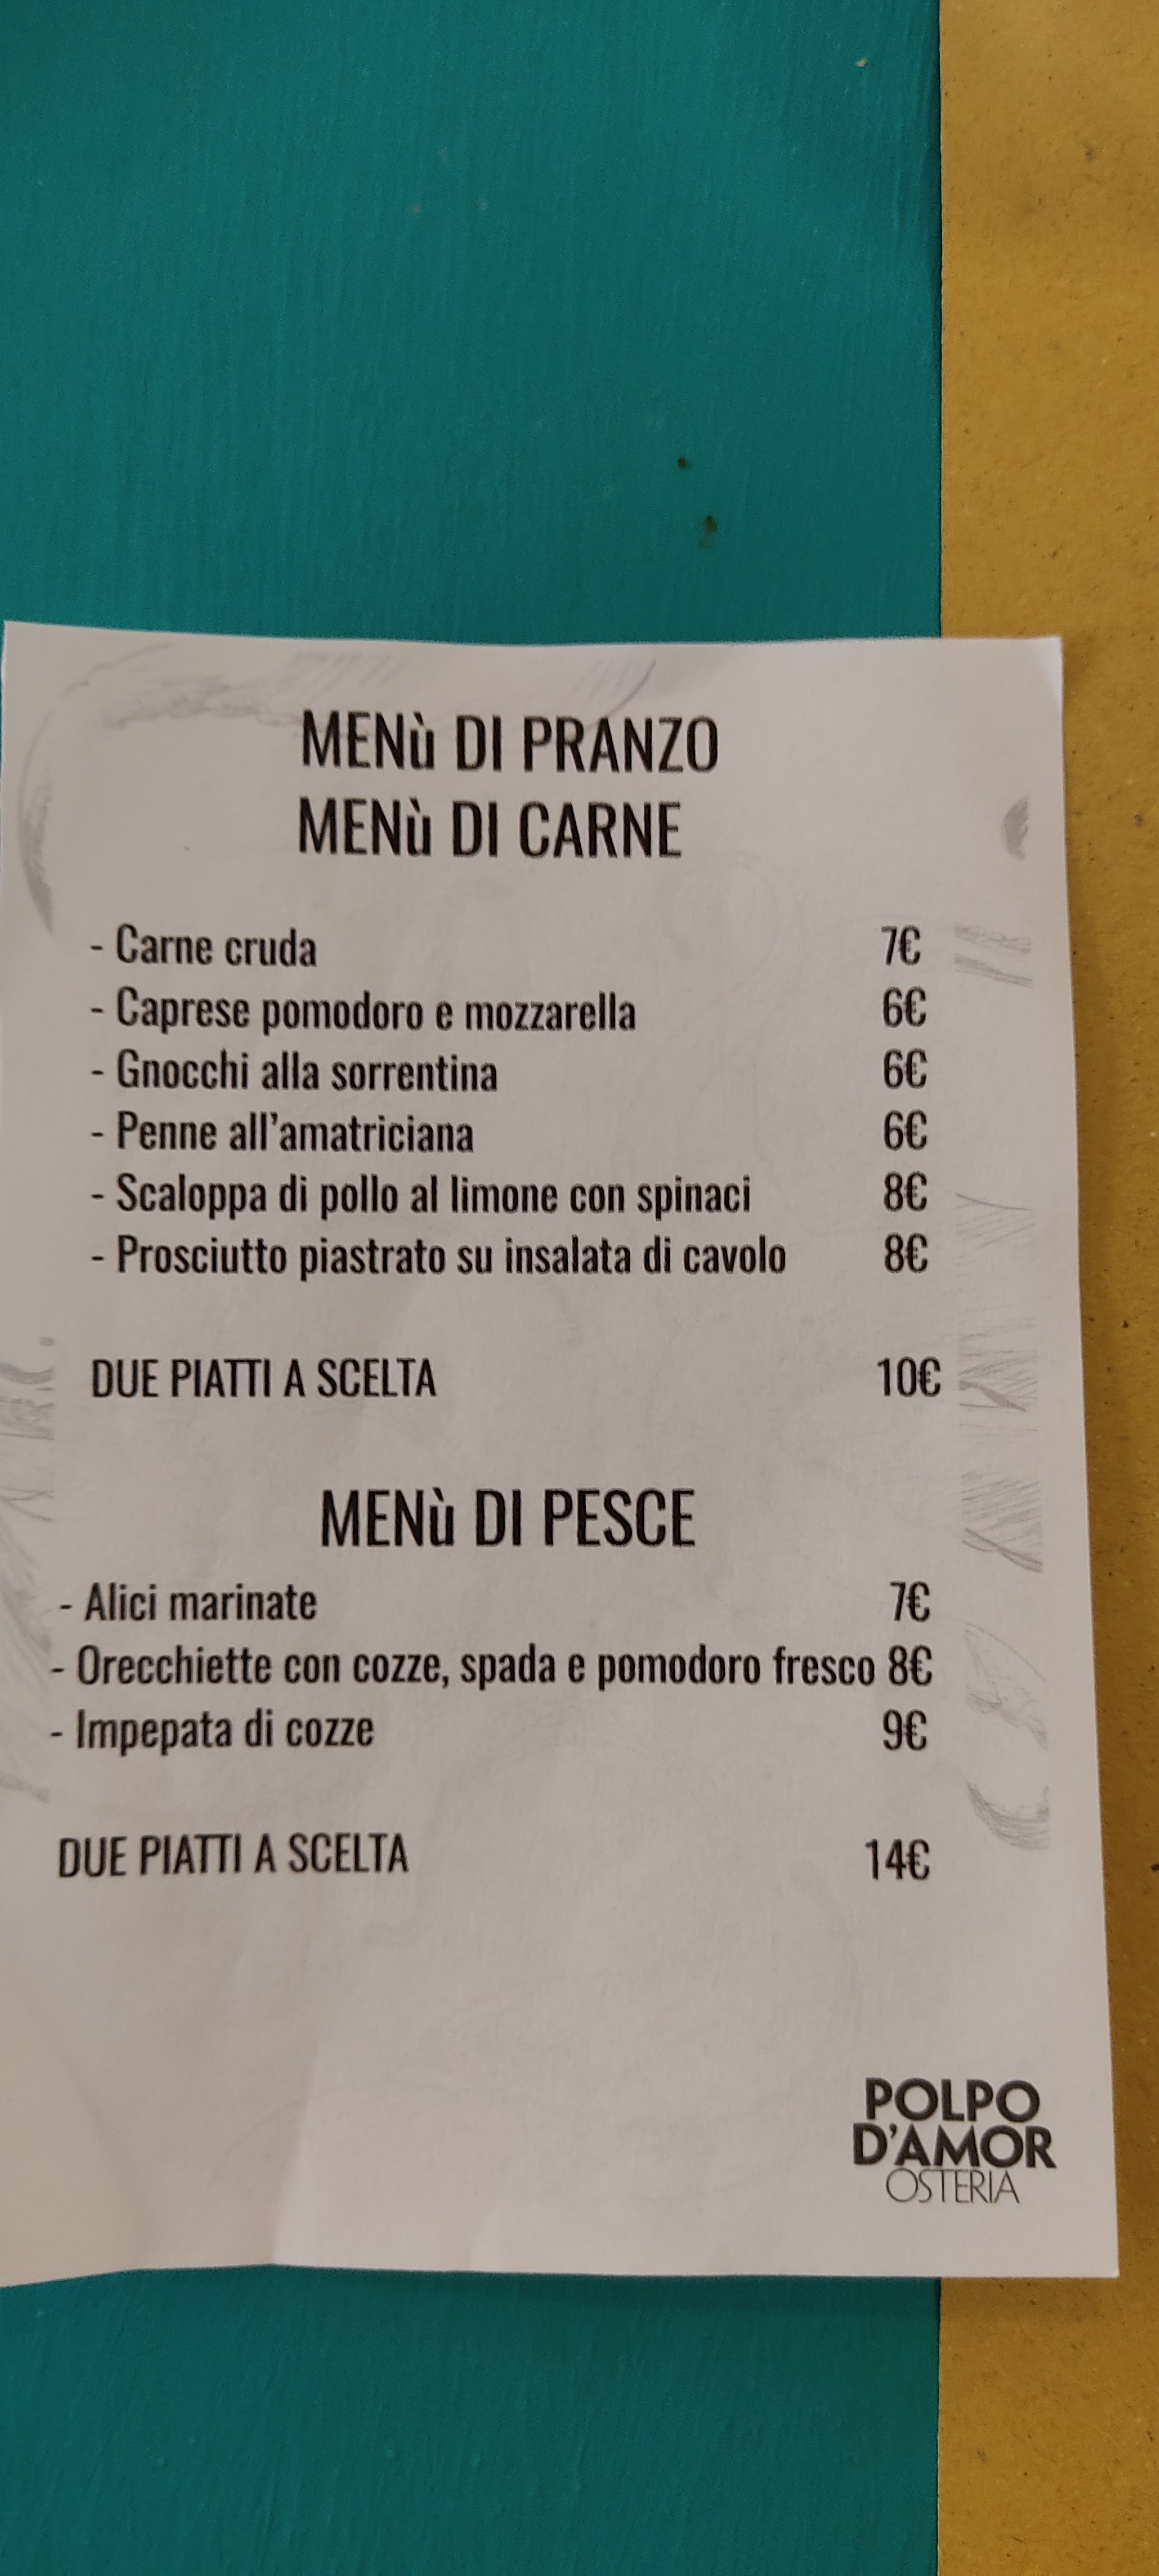 MENù DI PRANZO
MENù DI CARNE
- Carne cruda 7€
- Caprese pomodoro e mozzarella 6€
- Gnocchi alla sorrentina 6€
- Penne all'amatriciana 6€
- Scaloppa di pollo al limone con spinaci 8€
- Prosciutto piastrato su insalata di cavolo 8€
DUE PIATTI A SCELTA 10€
MENù DI PESCE
- Alici marinate 7€
- Orecchiette con cozze, spada e pomodoro fresco 8€
- Impepata di cozze 9€
DUE PIATTI A SCELTA 14€
POLPO
D'AMOR
OSTERIA